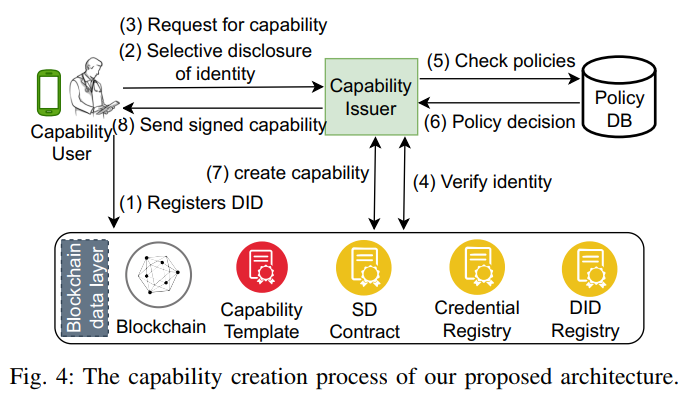 (3) Request for capability
(2) Selective disclosure
of identity
Capability
Issuer
(5) Check policies
Policy
DB
(6) Policy decision
Capability
User
(8) Send signed capability
(7) create capability
(4) Verify identity
(1) Registers DID
Blockchain
data layer
Blockchain
Capability
Template
SD
Contract
Credential
Registry
DID
Registry
Fig. 4: The capability creation process of our proposed architecture.